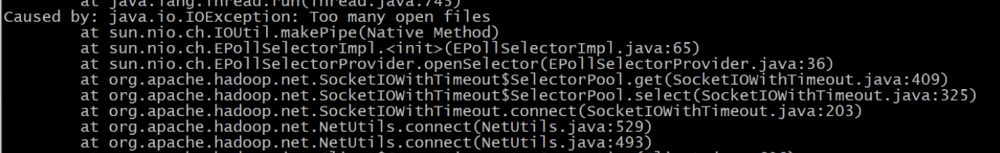 at java.lang.Thread.run(Thread.java:745)
Caused by: java.io.IOException: Too many open files
at sun.nio.ch.IOUtil.makePipe(Native Method)
at sun.nio.ch.EPollSelectorImpl.<init>(EPollSelectorImpl.java:65)
at sun.nio.ch.EPollSelectorProvider.openSelector(EPollSelectorProvider.java:36)
at org.apache.hadoop.net.SocketIOWithTimeout$SelectorPool.get(SocketIOWithTimeout.java:409)
at org.apache.hadoop.net.SocketIOWithTimeout$SelectorPool.select(SocketIOWithTimeout.java:325)
at org.apache.hadoop.net.SocketIOWithTimeout.connect(SocketIOWithTimeout.java:203)
at org.apache.hadoop.net.NetUtils.connect(NetUtils.java:529)
at org.apache.hadoop.net.NetUtils.connect(NetUtils.java:493)